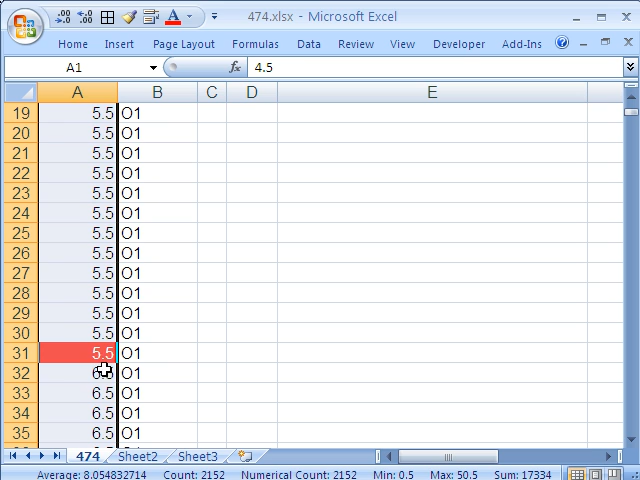 474.xlsx - Microsoft Excel
Home Insert Page Layout Formulas Data Review View Developer Add-Ins
A1 fx 4.5
A B C D E
19 5.5 O1
20 5.5 O1
21 5.5 O1
22 5.5 O1
23 5.5 O1
24 5.5 O1
25 5.5 O1
26 5.5 O1
27 5.5 O1
28 5.5 O1
29 5.5 O1
30 5.5 O1
31 5.5 O1
32 6.5 O1
33 6.5 O1
34 6.5 O1
35 6.5 O1
474 Sheet2 Sheet3
Average: 8.054832714 Count: 2152 Numerical Count: 2152 Min: 0.5 Max: 50.5 Sum: 17334